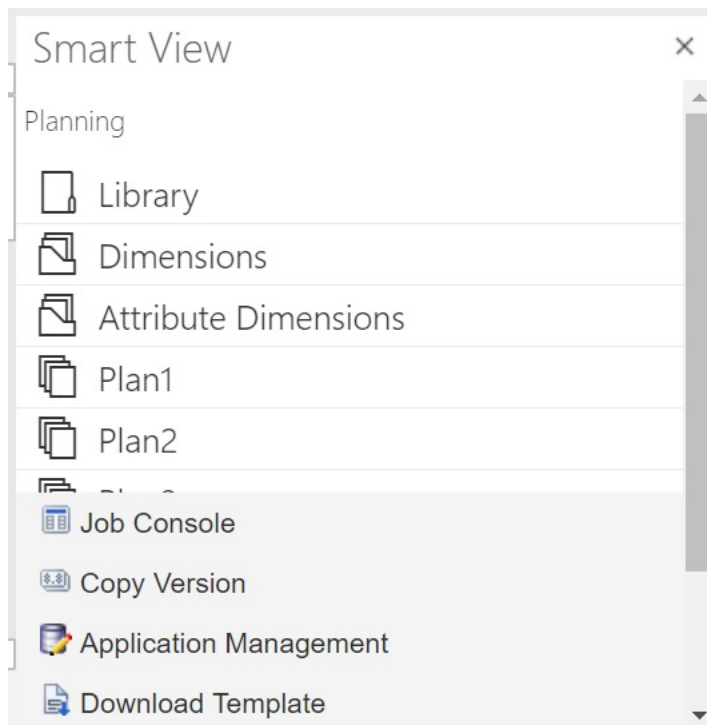 Smart View
Planning
Library
Dimensions
Attribute Dimensions
Plan1
Plan2
Job Console
Copy Version
Application Management
Download Template